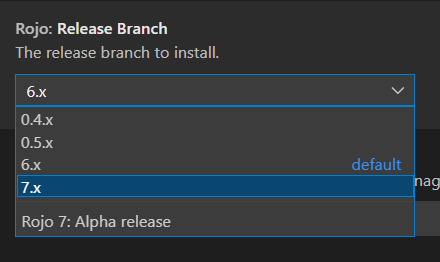 Rojo: Release Branch
The release branch to install.
6.x
0.4.x
0.5.x
6.x default
7.x
nag
Rojo 7: Alpha release